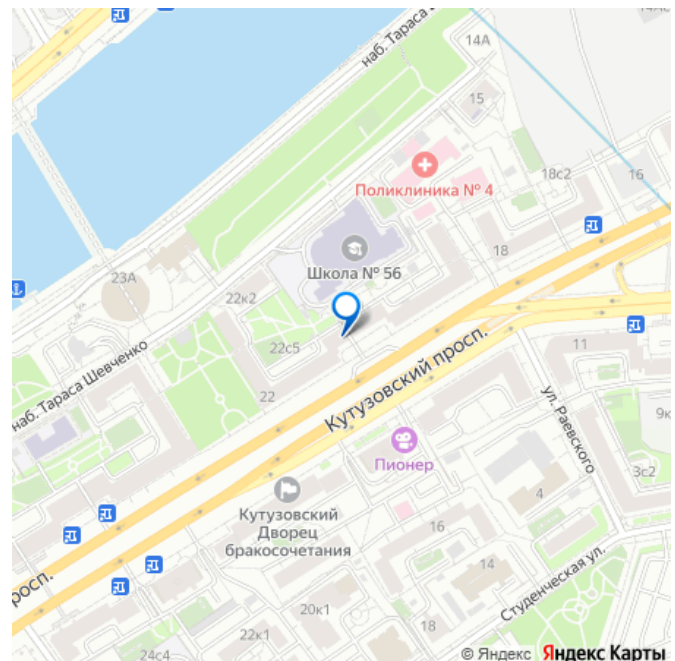 14А
наб. Тараса
15
Поликлиника № 4
18с2
16
18
Школа № 56
23А
22к2
22с5
наб. Тараса Шевченко
22
Кутузовский просп.
11
ул. Раевского
9к
3с2
Пионер
4
Кутузовский
Дворец
бракосочетания
16
14
Студенческая ул.
росп.
20к1
18
22к1
24с4
© Яндекс Яндекс Карты